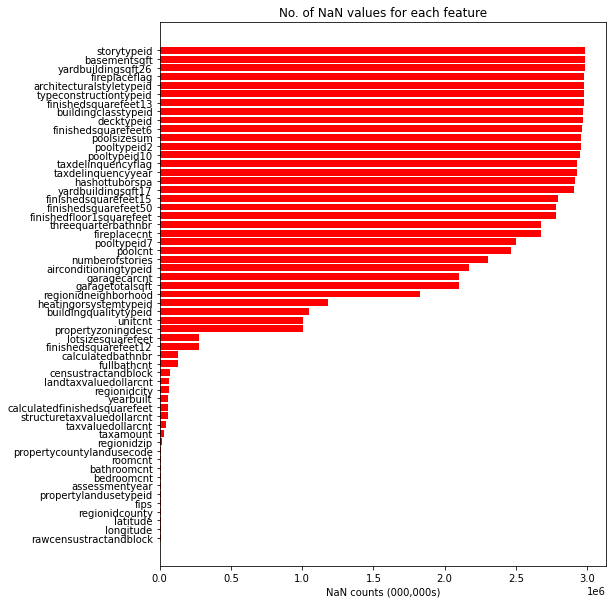 No. of NaN values for each feature
storytypeid
basementsqft
yardbuildingsqft26
fireplaceflag
architecturalstyletypeid
typeconstructiontypeid
finishedsquarefeet13
buildingclasstypeid
decktypeid
finishedsquarefeet6
poolsizesum
pooltypeid2
pooltypeid10
taxdelinquencyflag
taxdelinquencyyear
hashottuborspa
yardbuildingsqft17
finishedsquarefeet15
finishedsquarefeet50
finishedfloor1squarefeet
threequarterbathnbr
fireplacecnt
pooltypeid7
poolcnt
numberofstories
airconditioningtypeid
garagecarcnt
garagetotalsqft
regionidneighborhood
heatingorsystemtypeid
buildingqualitytypeid
unitcnt
propertyzoningdesc
lotsizesquarefeet
finishedsquarefeet12
calculatedbathnbr
fullbathcnt
censustractandblock
landtaxvaluedollarcnt
regionidcity
yearbuilt
calculatedfinishedsquarefeet
structuretaxvaluedollarcnt
taxvaluedollarcnt
taxamount
regionidzip
propertycountylandusecode
roomcnt
bathroomcnt
bedroomcnt
assessmentyear
propertylandusetypeid
fips
regionidcounty
latitude
longitude
rawcensustractandblock
0.0 0.5 1.0 1.5 2.0 2.5 3.0
1e6
NaN counts (000,000s)